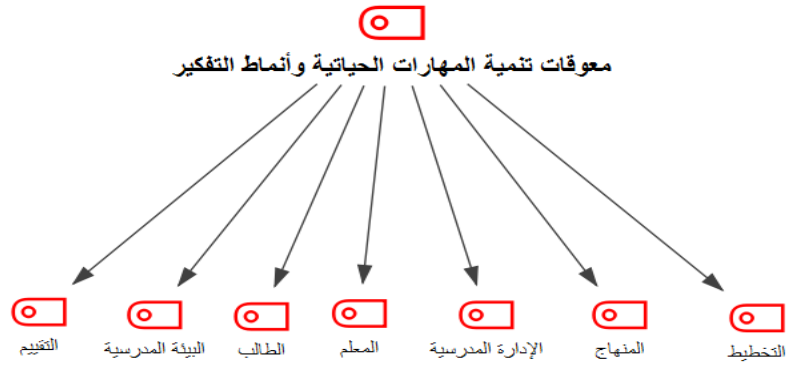 معوقات تنمية المهارات الحياتية وأنماط التفكير
التخطيط
المنهاج
الإدارة المدرسية
المعلم
الطالب
البيئة المدرسية
التقييم